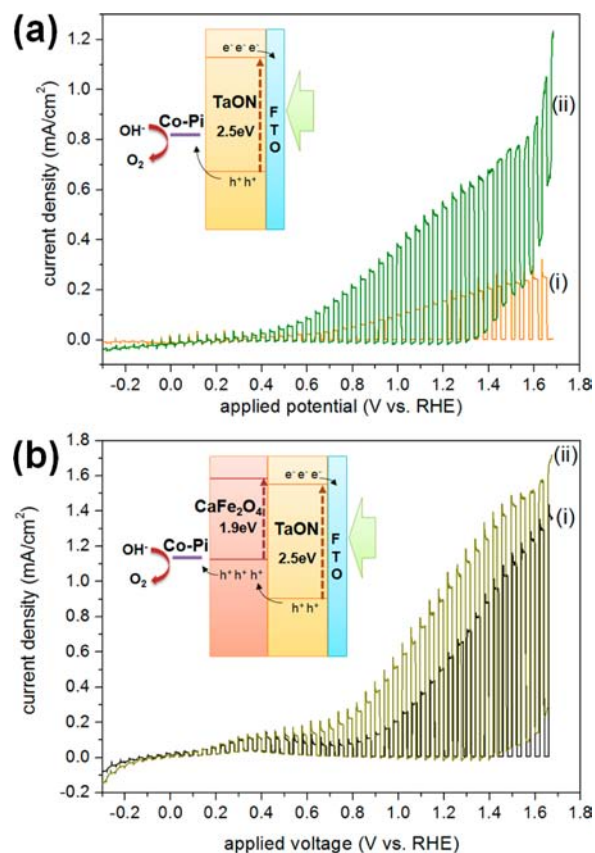 (a)
1.2
1.0
0.8
0.6
0.4
0.2
0.0
current density (mA/cm²)
e⁻ e⁻ e⁻
TaON
2.5eV
F
T
O
Co-Pi
OH⁻
O₂
h⁺ h⁺
(ii)
(i)
-0.2 0.0 0.2 0.4 0.6 0.8 1.0 1.2 1.4 1.6 1.8
applied potential (V vs. RHE)
(b)
1.8
1.6
1.4
1.2
1.0
0.8
0.6
0.4
0.2
0.0
-0.2
current density (mA/cm²)
e⁻ e⁻ e⁻
CaFe₂O₄
1.9eV
TaON
2.5eV
F
T
O
Co-Pi
OH⁻
O₂
h⁺ h⁺ h⁺
h⁺ h⁺
(ii)
(i)
-0.2 0.0 0.2 0.4 0.6 0.8 1.0 1.2 1.4 1.6 1.8
applied voltage (V vs. RHE)